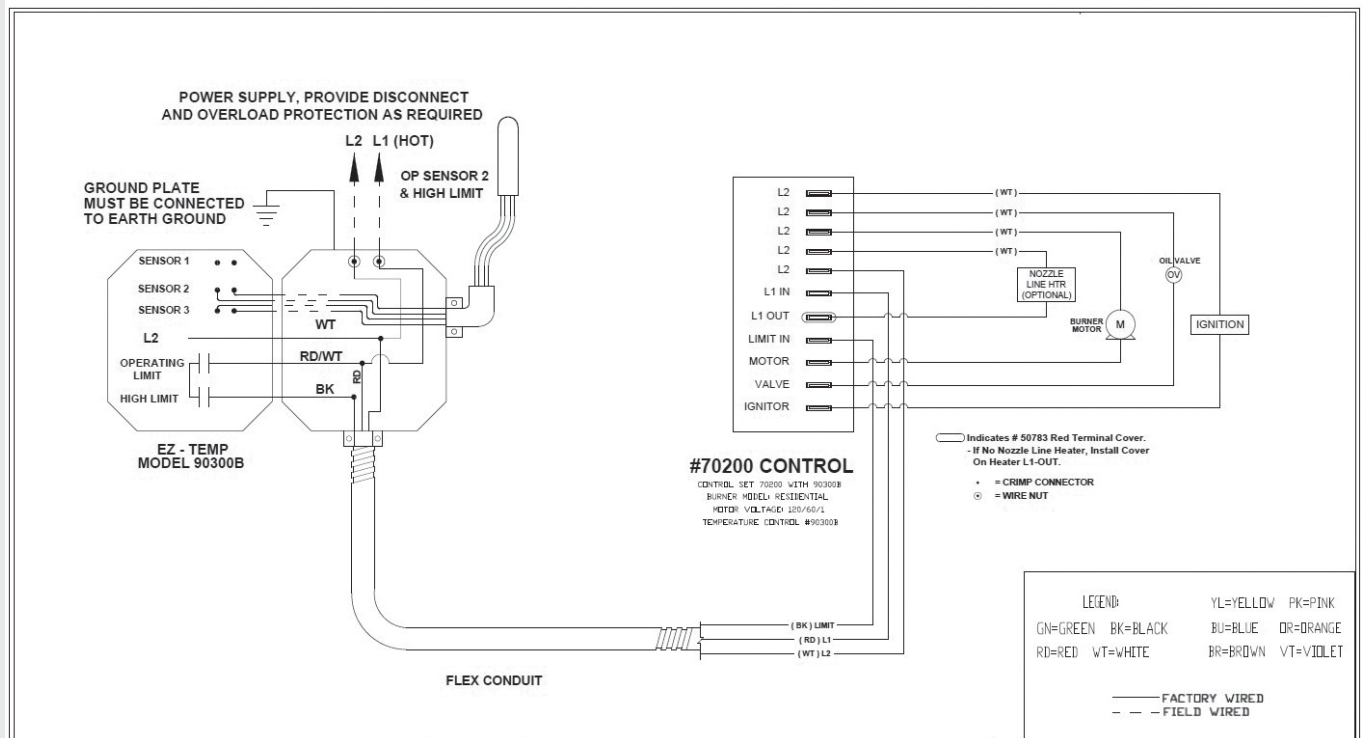 POWER SUPPLY, PROVIDE DISCONNECT
AND OVERLOAD PROTECTION AS REQUIRED
L2 L1 (HOT)
OP SENSOR 2
& HIGH LIMIT
GROUND PLATE
MUST BE CONNECTED
TO EARTH GROUND
SENSOR 1
SENSOR 2
SENSOR 3
L2
OPERATING
LIMIT
HIGH LIMIT
WT
RD/WT
RD
BK
EZ - TEMP
MODEL 90300B
FLEX CONDUIT
( BK ) LIMIT
( RD ) L1
( WT ) L2
L2
L2
L2
L2
L2
L1 IN
L1 OUT
LIMIT IN
MOTOR
VALVE
IGNITOR
( WT )
( WT )
( WT )
( WT )
NOZZLE
LINE HTR
(OPTIONAL)
BURNER
MOTOR
M
OIL VALVE
OV
IGNITION
#70200 CONTROL
CONTROL SET 70200 WITH 90300B
BURNER MODEL: RESIDENTIAL
MOTOR VOLTAGE: 120/60/1
TEMPERATURE CONTROL #90300B
Indicates # 50783 Red Terminal Cover.
- If No Nozzle Line Heater, Install Cover
On Heater L1-OUT.
= CRIMP CONNECTOR
= WIRE NUT
LEGEND:
YL=YELLOW PK=PINK
GN=GREEN BK=BLACK
BU=BLUE OR=ORANGE
RD=RED WT=WHITE
BR=BROWN VT=VIOLET
FACTORY WIRED
FIELD WIRED